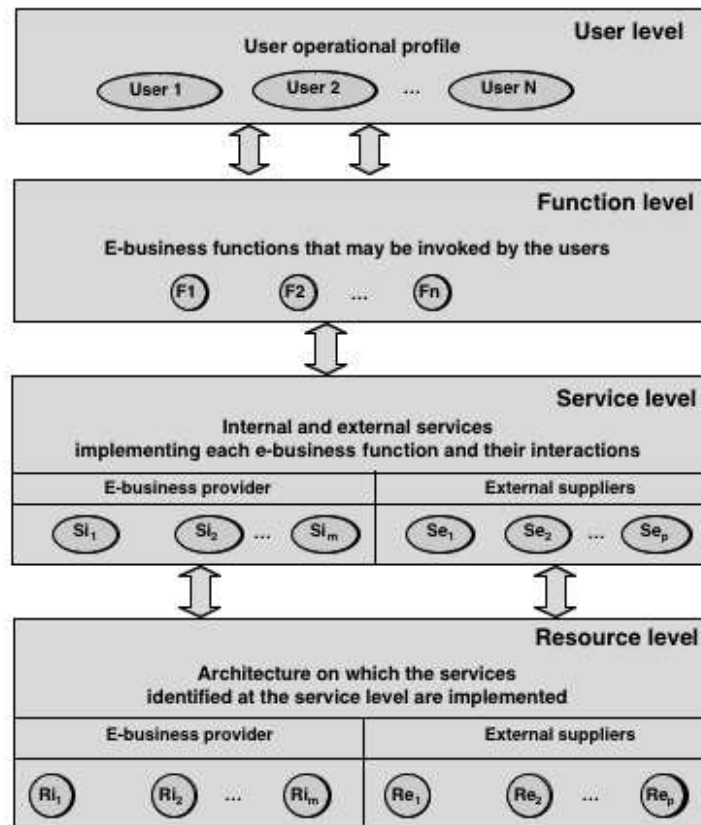 User level
User operational profile
User 1 User 2 ... User N
Function level
E-business functions that may be invoked by the users
F1 F2 ... Fn
Service level
Internal and external services
implementing each e-business function and their interactions
E-business provider External suppliers
Si₁ Si₂ ... Siₘ Se₁ Se₂ ... Seₚ
Resource level
Architecture on which the services
identified at the service level are implemented
E-business provider External suppliers
Ri₁ Ri₂ ... Riₘ Re₁ Re₂ ... Reₚ